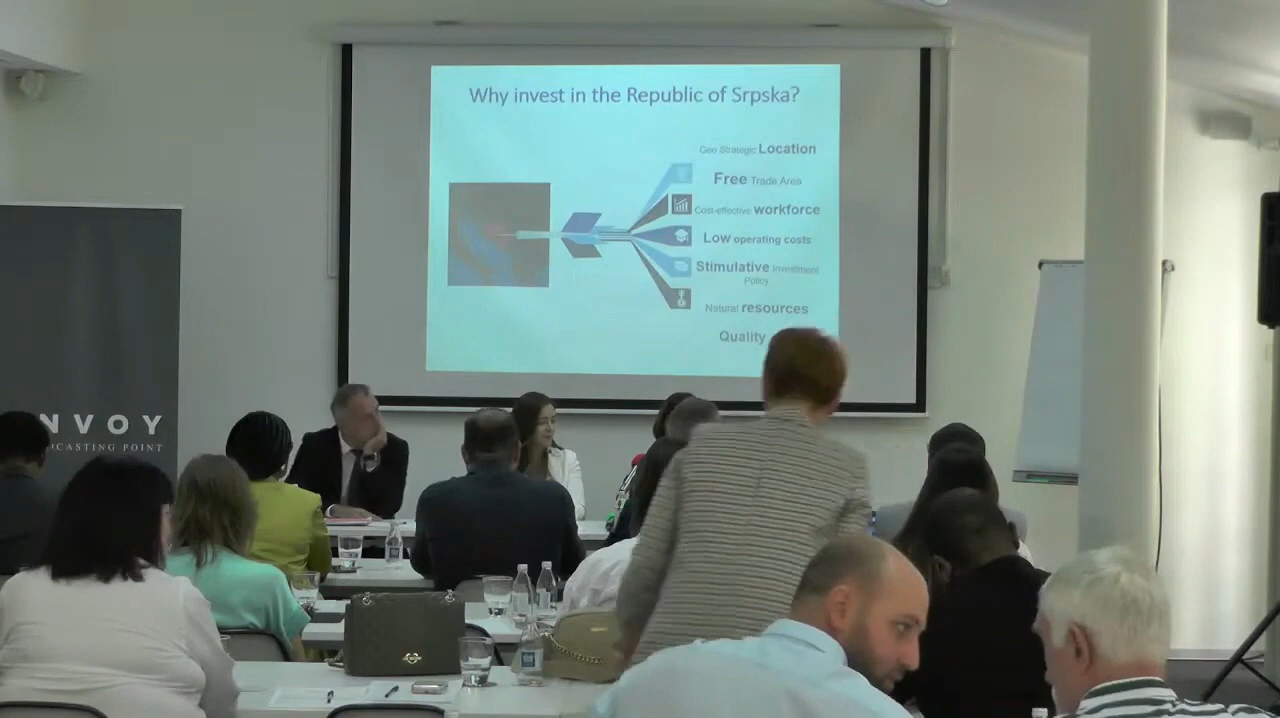 Why invest in the Republic of Srpska?
Geo Strategic Location
Free Trade Area
Cost-effective workforce
Low operating costs
Stimulative Investment
Policy
Natural resources
Quality
NVOY
CASTING POINT